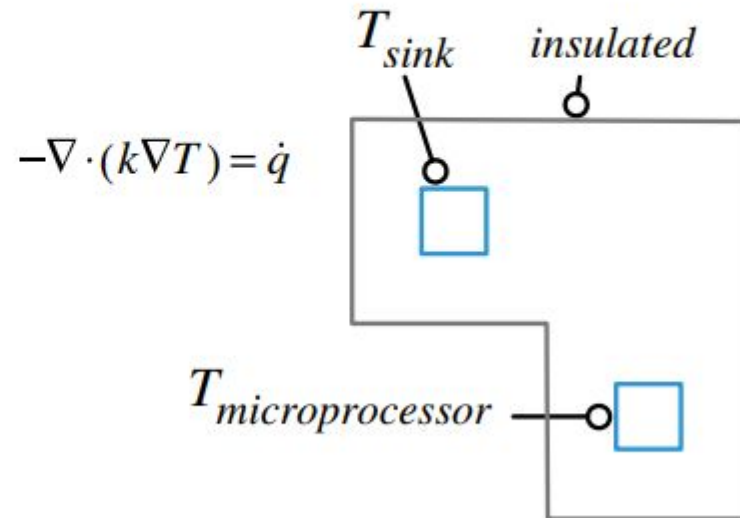 T_sink
insulated
−∇·(k∇T) = q̇
T_microprocessor